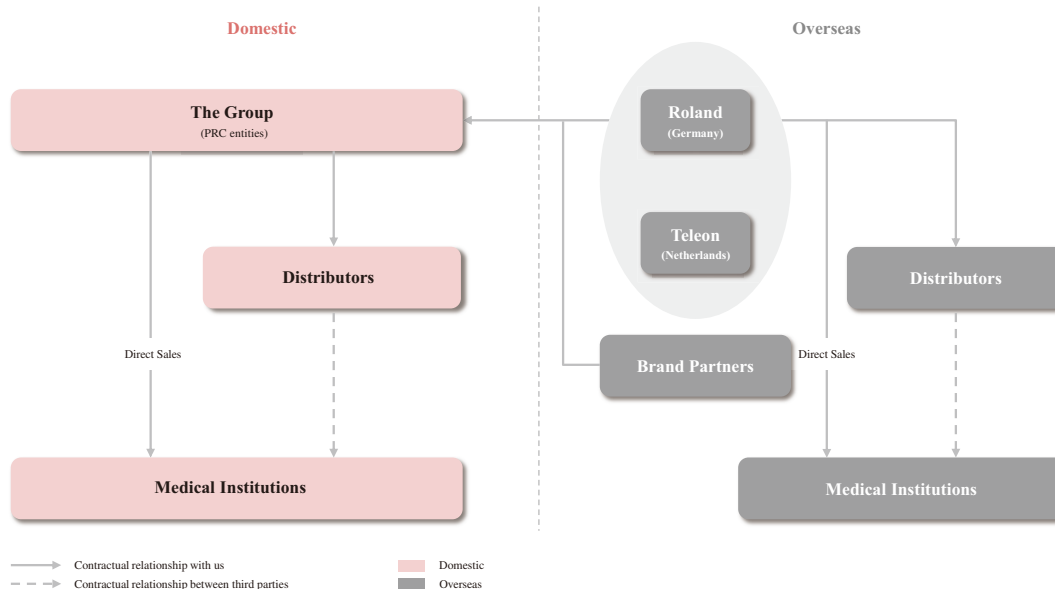 Domestic
Overseas
The Group
(PRC entities)
Roland
(Germany)
Teleon
(Netherlands)
Distributors
Distributors
Direct Sales
Brand Partners
Direct Sales
Medical Institutions
Medical Institutions
Contractual relationship with us
Domestic
Contractual relationship between third parties
Overseas